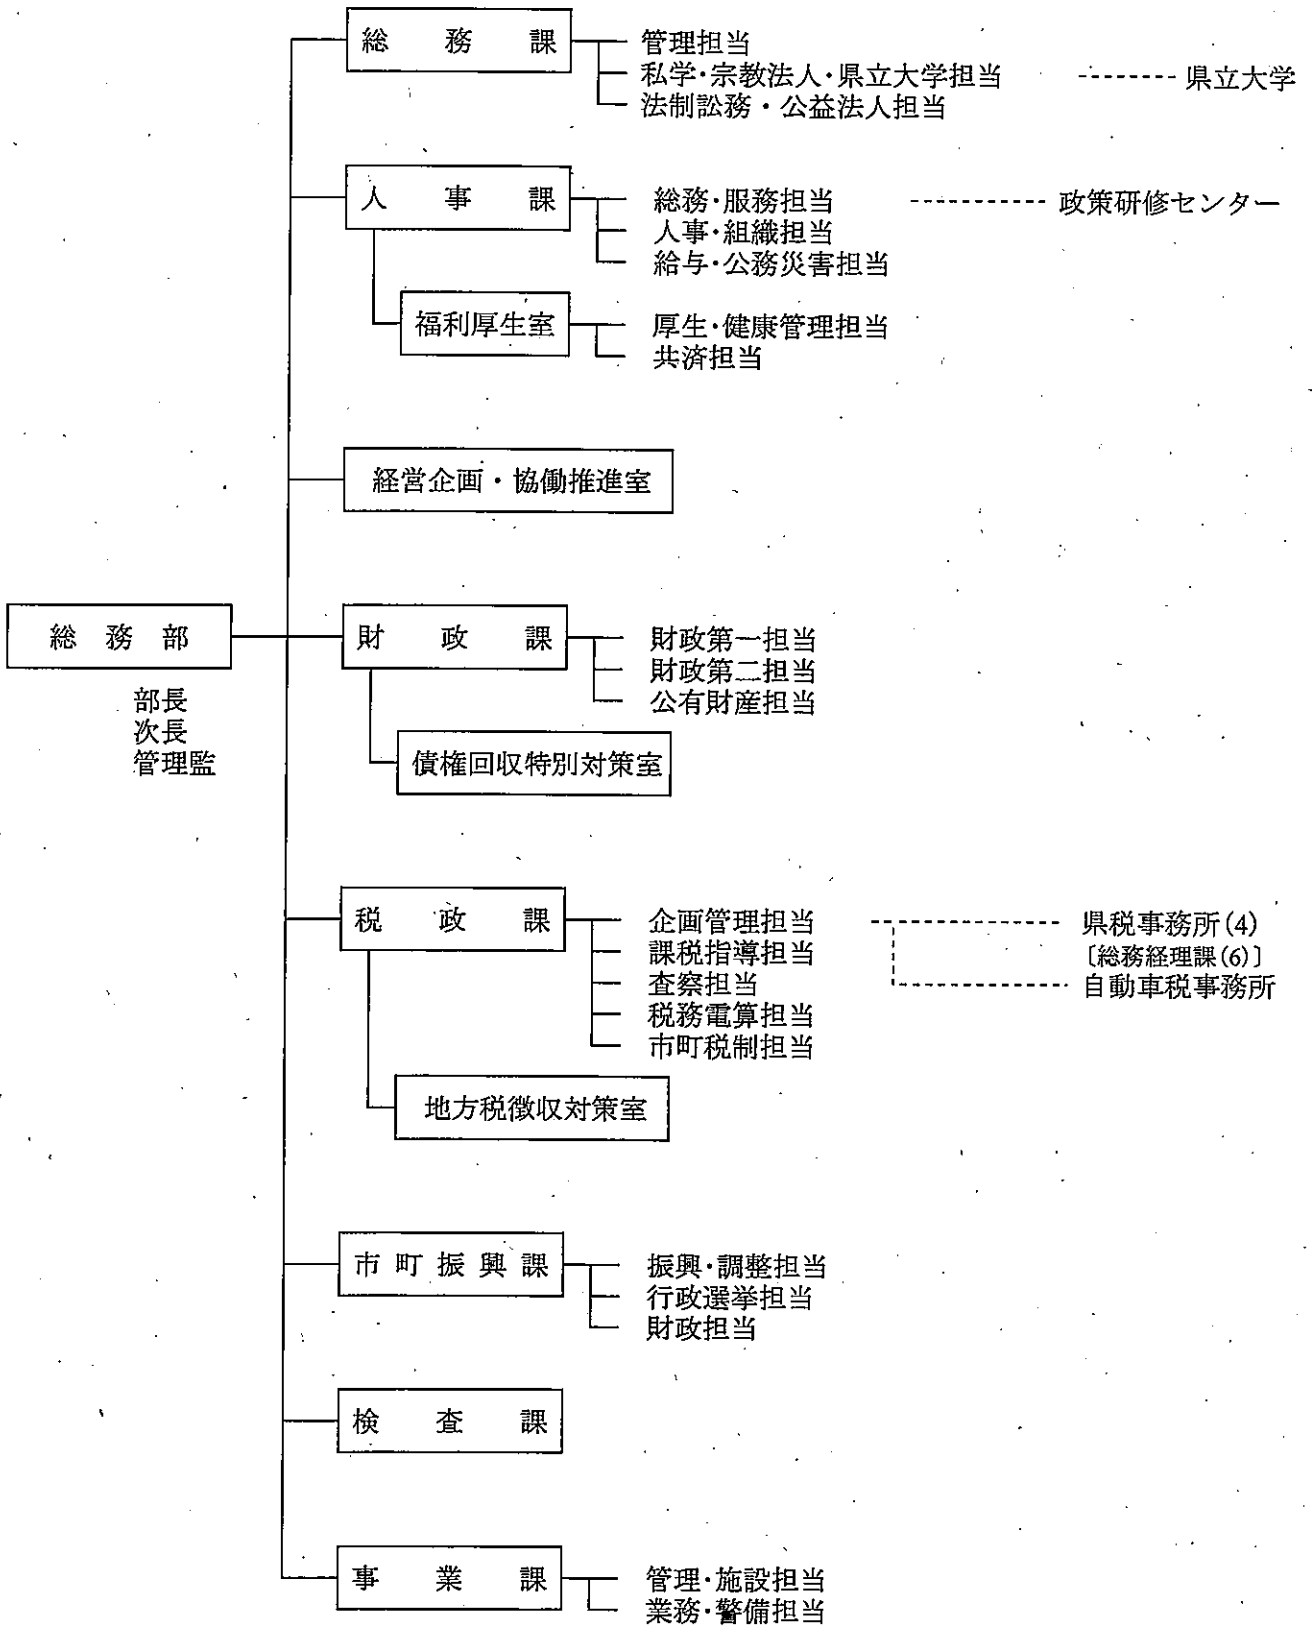 総務課
管理担当
私学・宗教法人・県立大学担当
県立大学
法制訟務・公益法人担当
人事課
総務・服務担当
政策研修センター
人事・組織担当
給与・公務災害担当
福利厚生室
厚生・健康管理担当
共済担当
経営企画・協働推進室
総務部
部長
次長
管理監
財政課
財政第一担当
財政第二担当
公有財産担当
債権回収特別対策室
税政課
企画管理担当
県税事務所(4)
課税指導担当
〔総務経理課(6)〕
査察担当
自動車税事務所
税務電算担当
市町税制担当
地方税徴収対策室
市町振興課
振興・調整担当
行政選挙担当
財政担当
検査課
事業課
管理・施設担当
業務・警備担当